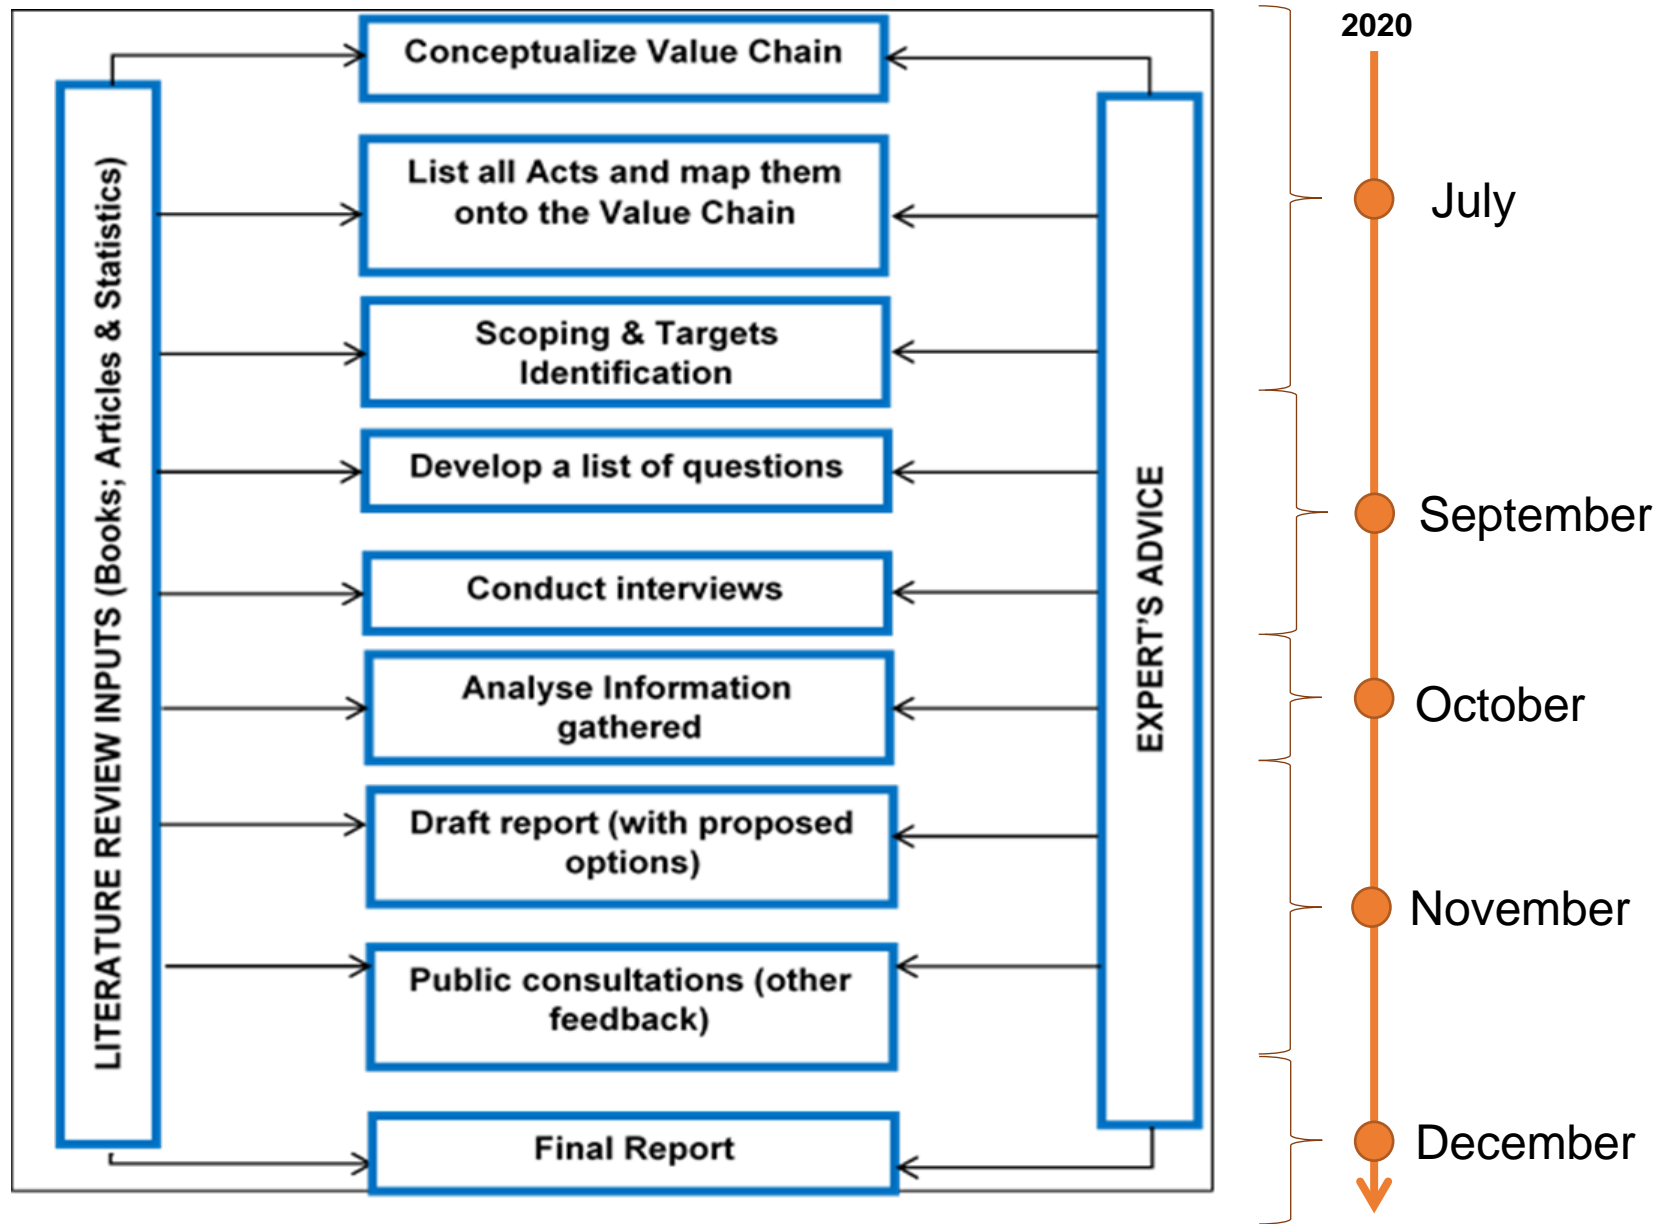 2020
Conceptualize Value Chain
List all Acts and map them
onto the Value Chain
Scoping & Targets
Identification
Develop a list of questions
Conduct interviews
Analyse Information
gathered
Draft report (with proposed
options)
Public consultations (other
feedback)
Final Report
LITERATURE REVIEW INPUTS (Books; Articles & Statistics)
EXPERT'S ADVICE
July
September
October
November
December